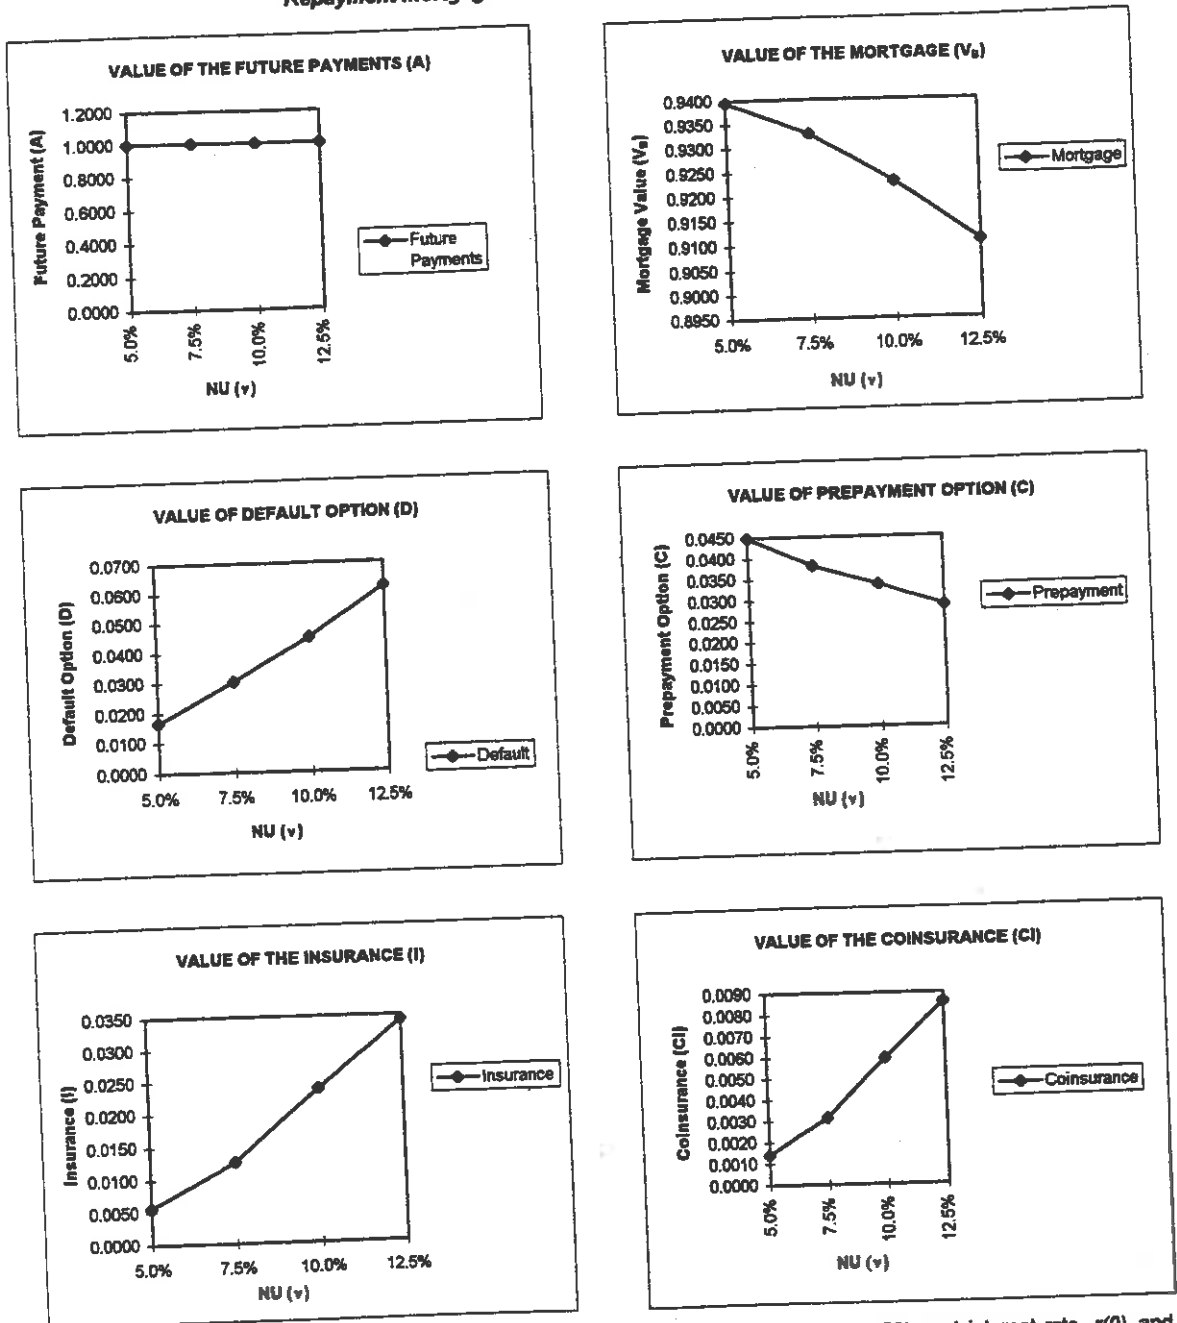 VALUE OF THE FUTURE PAYMENTS (A)
Future Payment (A)
1.2000
1.0000
0.8000
0.6000
0.4000
0.2000
0.0000
5.0%
7.5%
10.0%
12.5%
NU (v)
Future
Payments
VALUE OF THE MORTGAGE (VB)
Mortgage Value (VB)
0.9400
0.9350
0.9300
0.9250
0.9200
0.9150
0.9100
0.9050
0.9000
0.8950
5.0%
7.5%
10.0%
12.5%
NU (v)
Mortgage
VALUE OF DEFAULT OPTION (D)
Default Option (D)
0.0700
0.0600
0.0500
0.0400
0.0300
0.0200
0.0100
0.0000
5.0%
7.5%
10.0%
12.5%
NU (v)
Default
VALUE OF PREPAYMENT OPTION (C)
Prepayment Option (C)
0.0450
0.0400
0.0350
0.0300
0.0250
0.0200
0.0150
0.0100
0.0050
0.0000
5.0%
7.5%
10.0%
12.5%
NU (v)
Prepayment
VALUE OF THE INSURANCE (I)
Insurance (I)
0.0350
0.0300
0.0250
0.0200
0.0150
0.0100
0.0050
0.0000
5.0%
7.5%
10.0%
12.5%
NU (v)
Insurance
VALUE OF THE COINSURANCE (CI)
Coinsurance (CI)
0.0090
0.0080
0.0070
0.0060
0.0050
0.0040
0.0030
0.0020
0.0010
0.0000
5.0%
7.5%
10.0%
12.5%
NU (v)
Coinsurance
rate, r(0) and